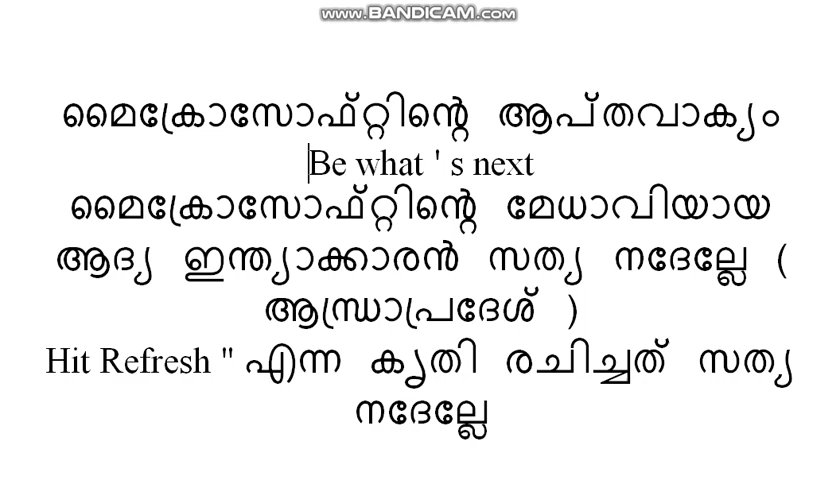 www.BANDICAM.com
മൈക്രോസോഫ്റ്റിന്റെ ആപ്തവാക്യം
Be what ' s next
മൈക്രോസോഫ്റ്റിന്റെ മേധാവിയായ
ആദ്യ ഇന്ത്യാക്കാരൻ സത്യ നദേല്ലേ (
ആന്ധ്രാപ്രദേശ് )
Hit Refresh " എന്ന കൃതി രചിച്ചത് സത്യ
നദേല്ലേ